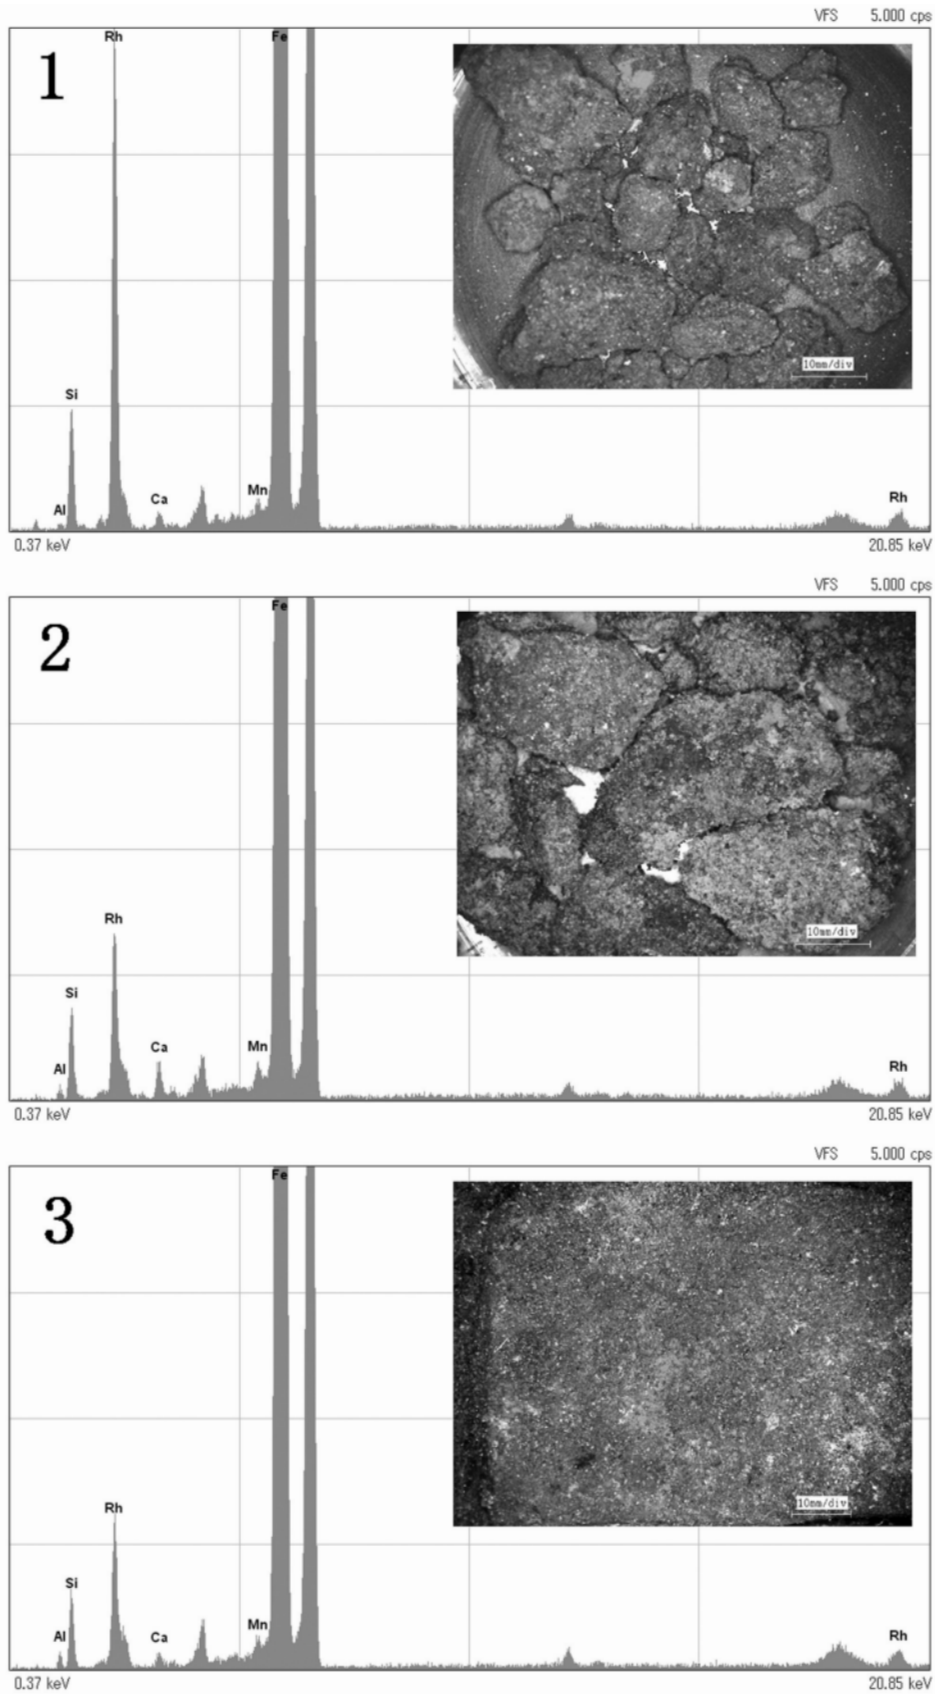 VFS 5.000 cps
1
Rh
Fe
Si
Al
Ca
Mn
Rh
10mm/div
0.37 keV 20.85 keV
VFS 5.000 cps
2
Fe
Rh
Si
Al
Ca
Mn
Rh
10mm/div
0.37 keV 20.85 keV
VFS 5.000 cps
3
Fe
Rh
Si
Al
Ca
Mn
Rh
10mm/div
0.37 keV 20.85 keV